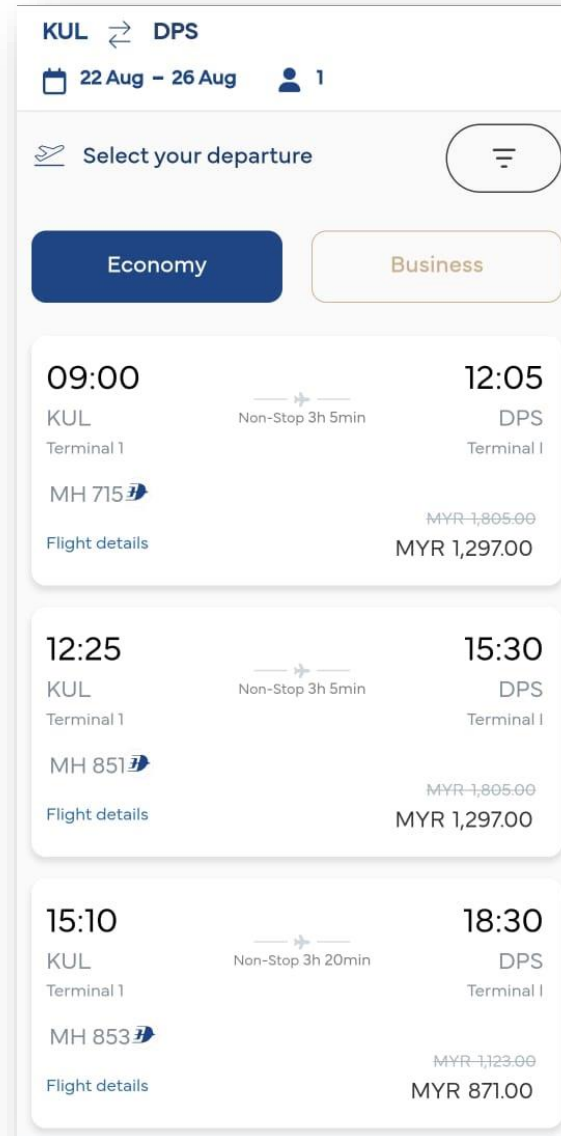 KUL ⇄ DPS
22 Aug – 26 Aug 1
Select your departure
Economy Business
09:00 12:05
KUL Non-Stop 3h 5min DPS
Terminal 1 Terminal I
MH 715
MYR 1,805.00
Flight details MYR 1,297.00
12:25 15:30
KUL Non-Stop 3h 5min DPS
Terminal 1 Terminal I
MH 851
MYR 1,805.00
Flight details MYR 1,297.00
15:10 18:30
KUL Non-Stop 3h 20min DPS
Terminal 1 Terminal I
MH 853
MYR 1,123.00
Flight details MYR 871.00